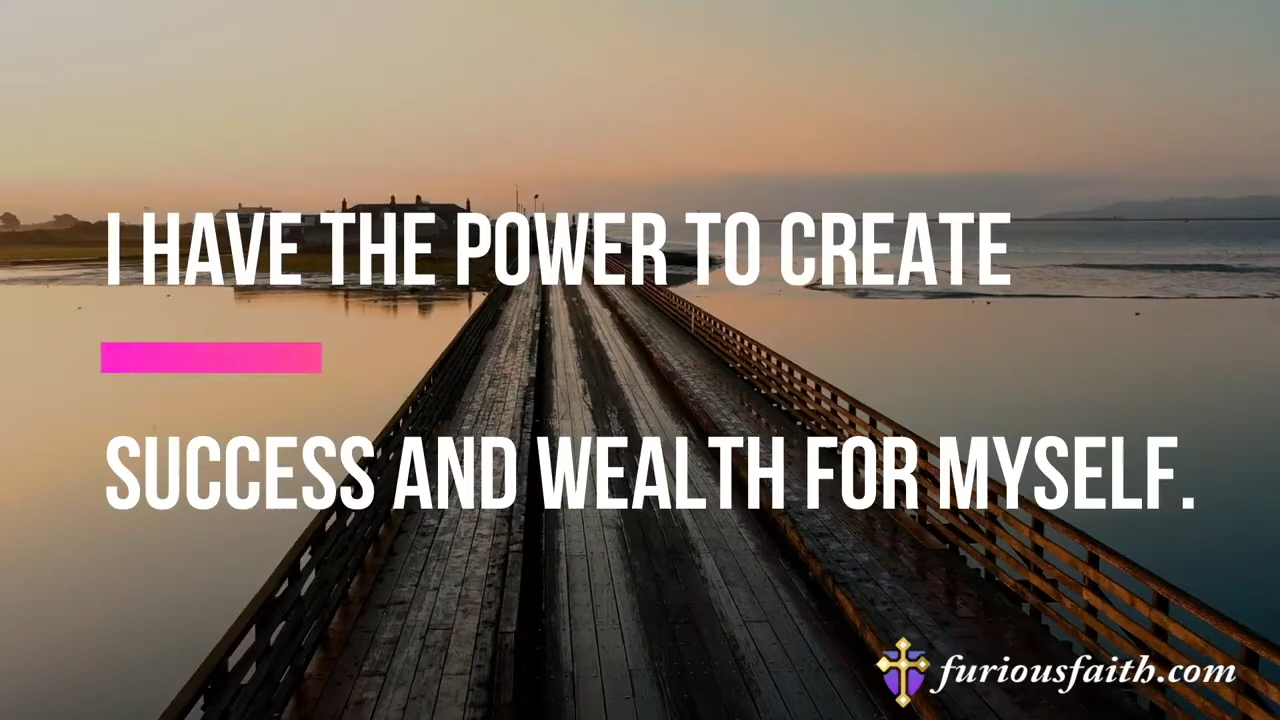 I HAVE THE POWER TO CREATE
SUCCESS AND WEALTH FOR MYSELF.
furiousfaith.com